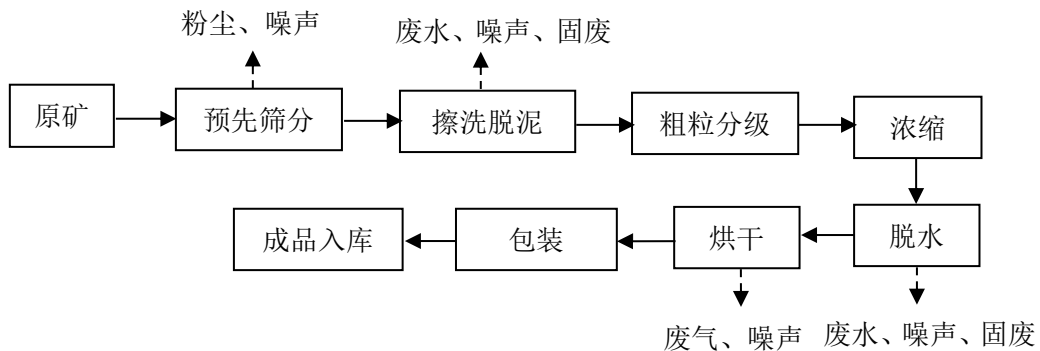 粉尘、噪声
废水、噪声、固废
原矿
预先筛分
擦洗脱泥
粗粒分级
浓缩
成品入库
包装
烘干
脱水
废气、噪声
废水、噪声、固废